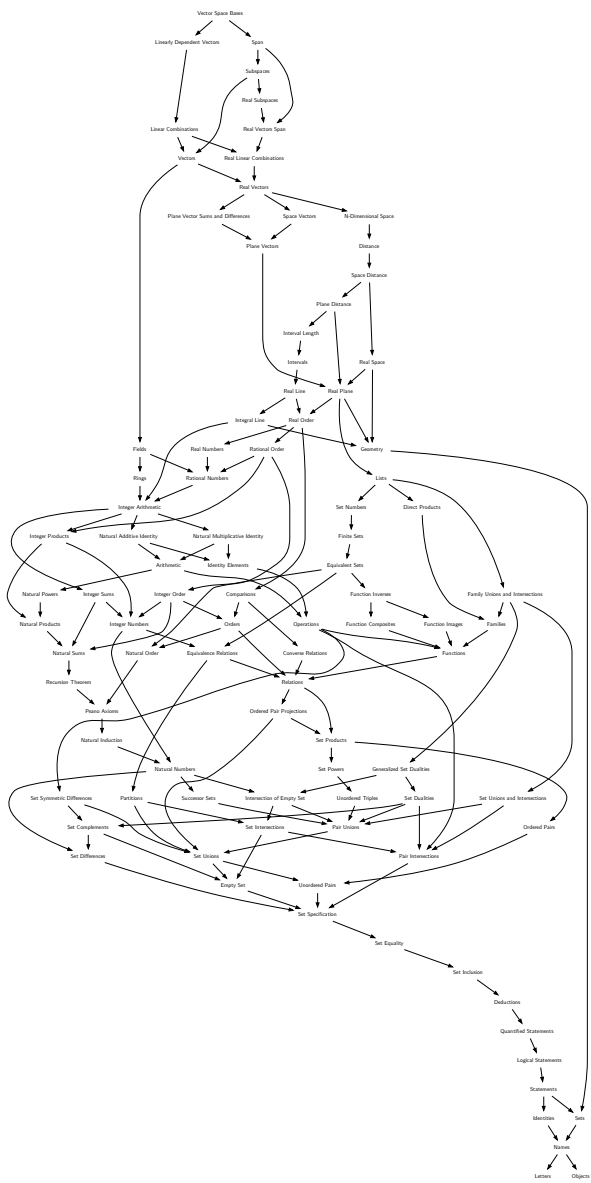 Vector Space Bases
Linearly Dependent Vectors Span
Subspaces
Real Subspaces
Linear Combinations Real Vectors Span
Vectors Real Linear Combinations
Real Vectors
Plane Vector Sums and Differences Space Vectors N-Dimensional Space
Plane Vectors Distance
Space Distance
Plane Distance
Interval Length
Intervals Real Space
Real Line Real Plane
Integral Line Real Order
Fields Real Numbers Rational Order Geometry
Rings Rational Numbers Lists
Integer Arithmetic Set Numbers Direct Products
Integer Products Natural Additive Identity Natural Multiplicative Identity Finite Sets
Arithmetic Identity Elements Equivalent Sets
Natural Powers Integer Sums Integer Order Comparisons Function Inverses Family Unions and Intersections
Natural Products Integer Numbers Orders Operations Function Composites Function Images Families
Natural Sums Natural Order Equivalence Relations Converse Relations Functions
Recursion Theorem Relations
Peano Axioms Ordered Pair Projections
Natural Induction Set Products
Natural Numbers Set Powers Generalized Set Dualities
Set Symmetric Differences Partitions Successor Sets Intersection of Empty Set Unordered Triples Set Dualities Set Unions and Intersections
Set Complements Set Intersections Pair Unions Ordered Pairs
Set Differences Set Unions Pair Intersections
Empty Set Unordered Pairs
Set Specification
Set Equality
Set Inclusion
Deductions
Quantified Statements
Logical Statements
Statements
Identities Sets
Names
Letters Objects